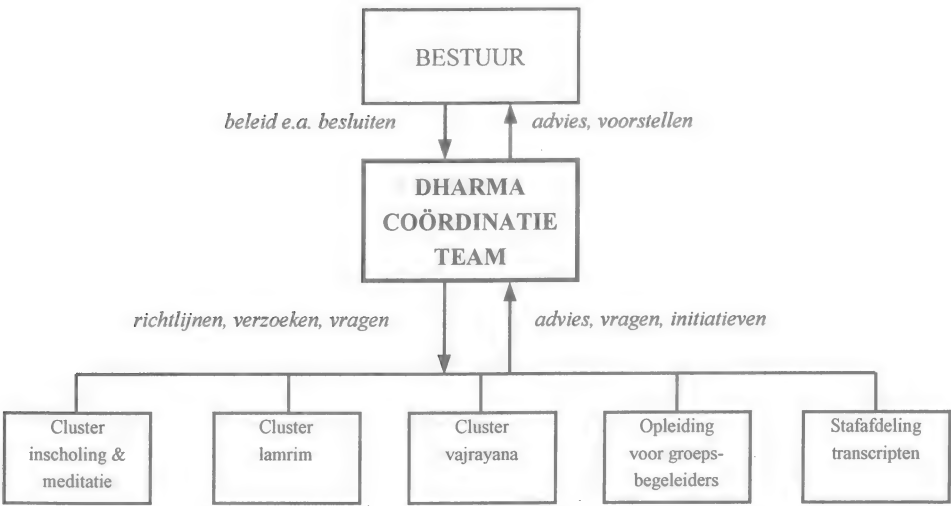 BESTUUR
beleid e.a. besluiten
advies, voorstellen
DHARMA
COÖRDINATIE
TEAM
richtlijnen, verzoeken, vragen
advies, vragen, initiatieven
Cluster
inscholing &
meditatie
Cluster
lamrim
Cluster
vajrayana
Opleiding
voor groeps-
begeleiders
Stafafdeling
transcripten